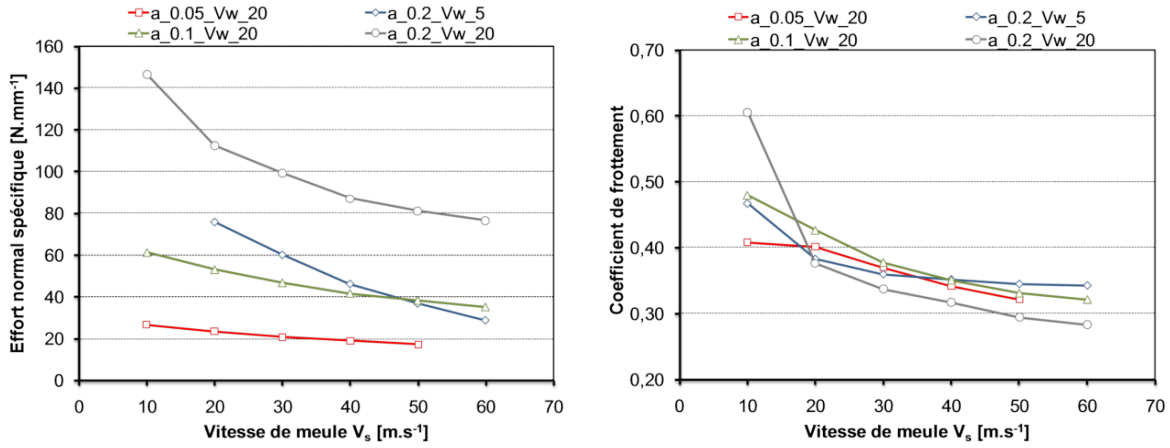 a_0.05_Vw_20
a_0.2_Vw_5
a_0.1_Vw_20
a_0.2_Vw_20
Effort normal spécifique [N.mm-1]
160
140
120
100
80
60
40
20
0
0 10 20 30 40 50 60 70
Vitesse de meule Vs [m.s-1]
a_0.05_Vw_20
a_0.2_Vw_5
a_0.1_Vw_20
a_0.2_Vw_20
Coefficient de frottement
0,70
0,60
0,50
0,40
0,30
0,20
0 10 20 30 40 50 60 70
Vitesse de meule Vs [m.s-1]